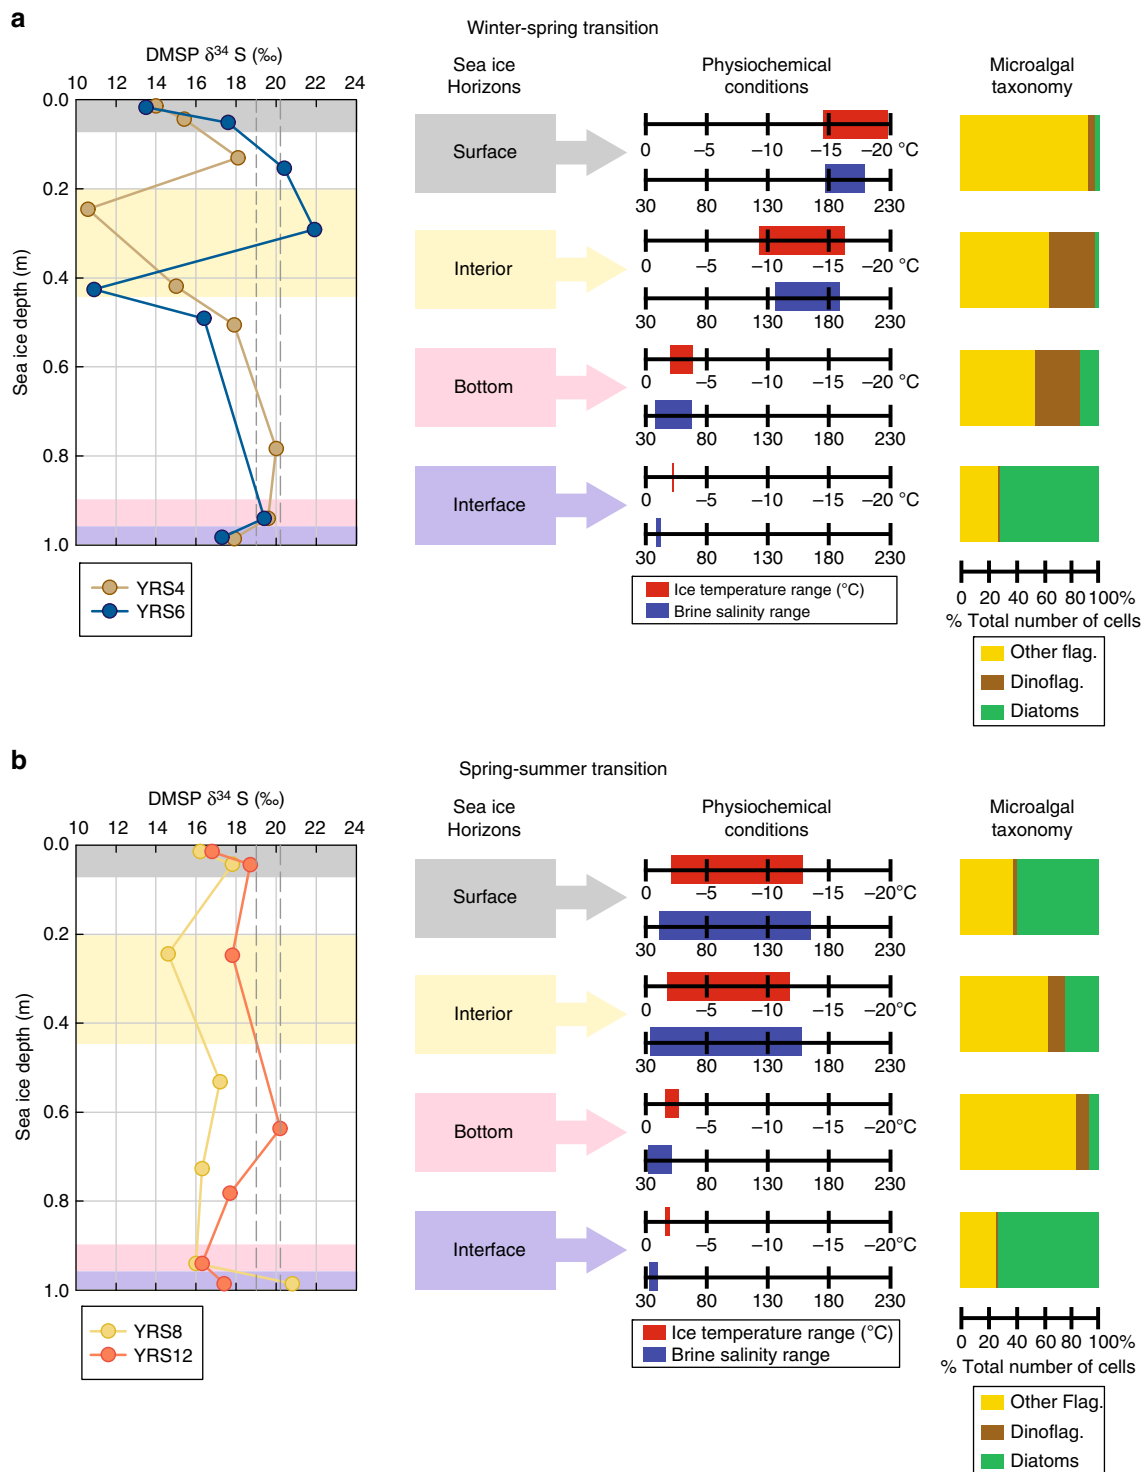 a
Winter-spring transition
DMSP δ34 S (‰)
10 12 14 16 18 20 22 24
Sea ice depth (m)
0.0
0.2
0.4
0.6
0.8
1.0
YRS4
YRS6
Sea ice
Horizons
Physiochemical
conditions
Microalgal
taxonomy
Surface
0 –5 –10 –15 –20 °C
30 80 130 180 230
Interior
0 –5 –10 –15 –20 °C
30 80 130 180 230
Bottom
0 –5 –10 –15 –20 °C
30 80 130 180 230
Interface
0 –5 –10 –15 –20 °C
30 80 130 180 230
Ice temperature range (°C)
Brine salinity range
0 20 40 60 80 100%
% Total number of cells
Other flag.
Dinoflag.
Diatoms
b
Spring-summer transition
DMSP δ34 S (‰)
10 12 14 16 18 20 22 24
Sea ice depth (m)
0.0
0.2
0.4
0.6
0.8
1.0
YRS8
YRS12
Sea ice
Horizons
Physiochemical
conditions
Microalgal
taxonomy
Surface
0 –5 –10 –15 –20°C
30 80 130 180 230
Interior
0 –5 –10 –15 –20°C
30 80 130 180 230
Bottom
0 –5 –10 –15 –20°C
30 80 130 180 230
Interface
0 –5 –10 –15 –20°C
30 80 130 180 230
Ice temperature range (°C)
Brine salinity range
0 20 40 60 80 100%
% Total number of cells
Other Flag.
Dinoflag.
Diatoms